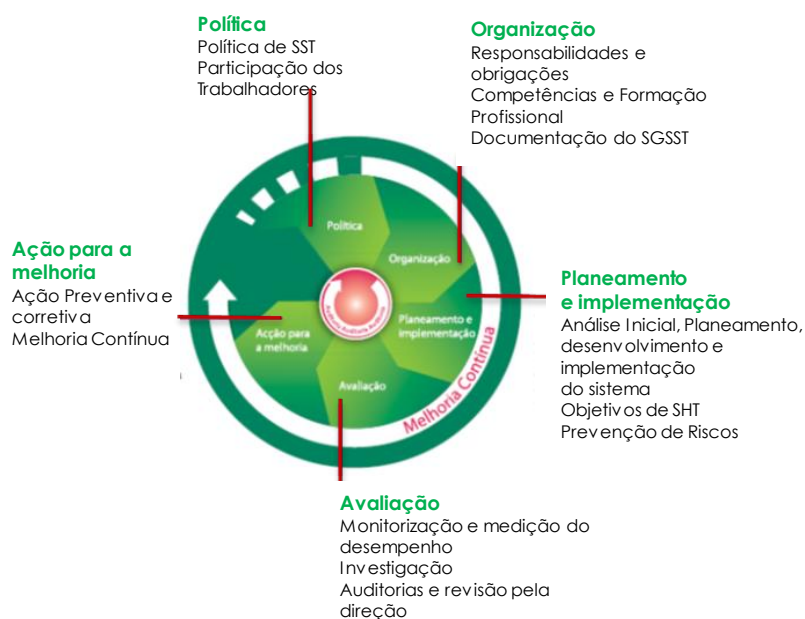 Política
Política de SST
Participação dos
Trabalhadores
Organização
Responsabilidades e
obrigações
Competências e Formação
Profissional
Documentação do SGSST
Ação para a
melhoria
Ação Preventiva e
corretiva
Melhoria Contínua
Planeamento
e implementação
Análise Inicial, Planeamento,
desenvolvimento e
implementação
do sistema
Objetivos de SHT
Prevenção de Riscos
Avaliação
Monitorização e medição do
desempenho
Investigação
Auditorias e revisão pela
direção
Política
Organização
Planeamento e
implementação
Avaliação
Acção para
a melhoria
Melhoria Contínua
Auditoria Auditoria Auditoria